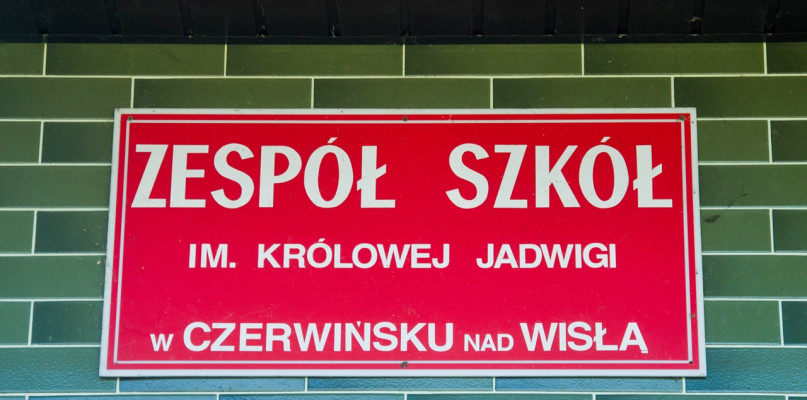 ZESPÓŁ SZKÓŁ
IM. KRÓLOWEJ JADWIGI
W CZERWIŃSKU NAD WISŁĄ